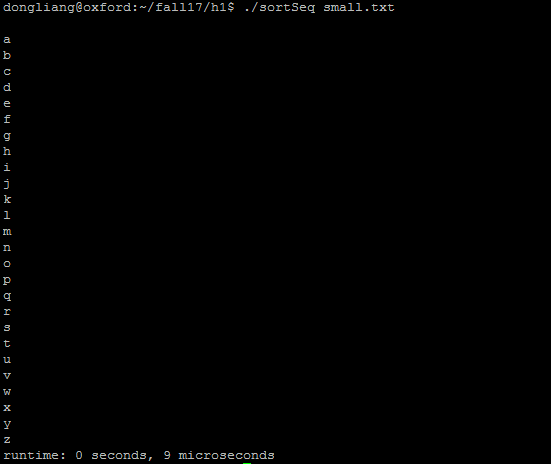 dongliang@oxford:~/fall17/h1$ ./sortSeq small.txt
a
b
c
d
e
f
g
h
i
j
k
l
m
n
o
p
q
r
s
t
u
v
w
x
y
z
runtime: 0 seconds, 9 microseconds